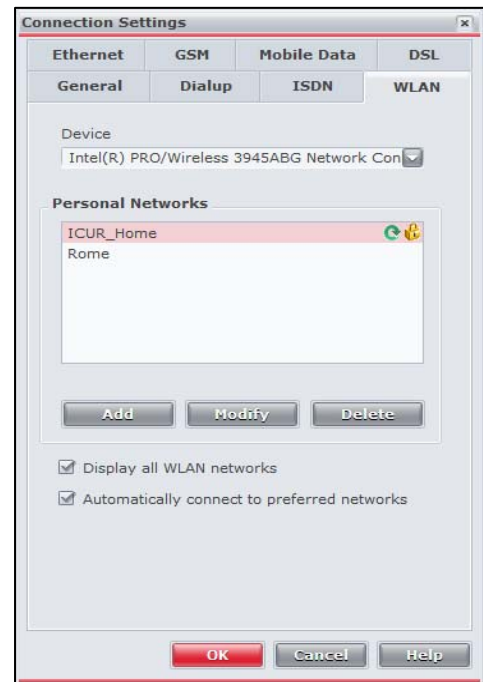 Connection Settings
Ethernet GSM Mobile Data DSL
General Dialup ISDN WLAN
Device
Intel(R) PRO/Wireless 3945ABG Network Con
Personal Networks
ICUR_Home
Rome
Add Modify Delete
Display all WLAN networks
Automatically connect to preferred networks
OK Cancel Help